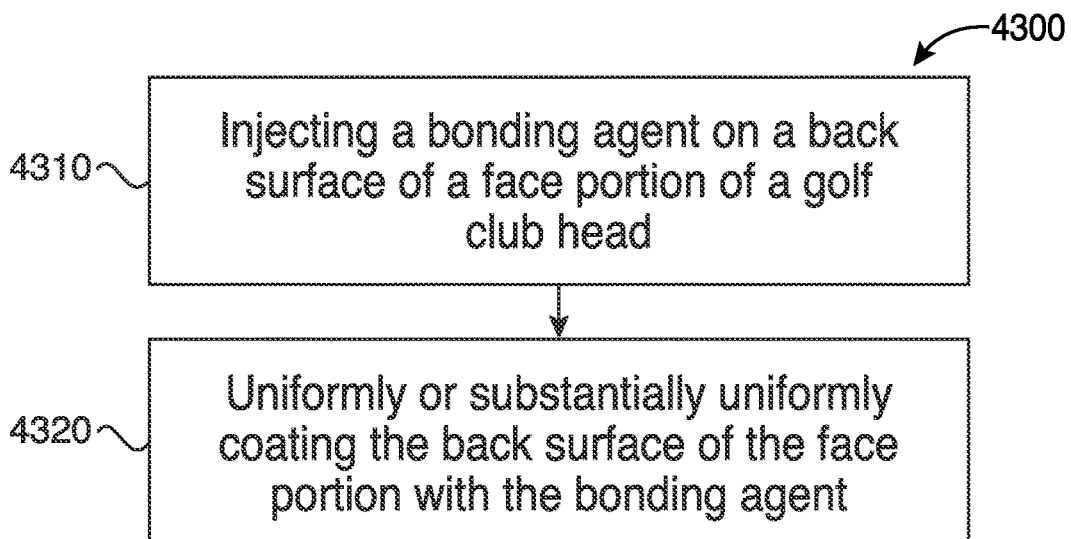 4300
4310
Injecting a bonding agent on a back
surface of a face portion of a golf
club head
4320
Uniformly or substantially uniformly
coating the back surface of the face
portion with the bonding agent